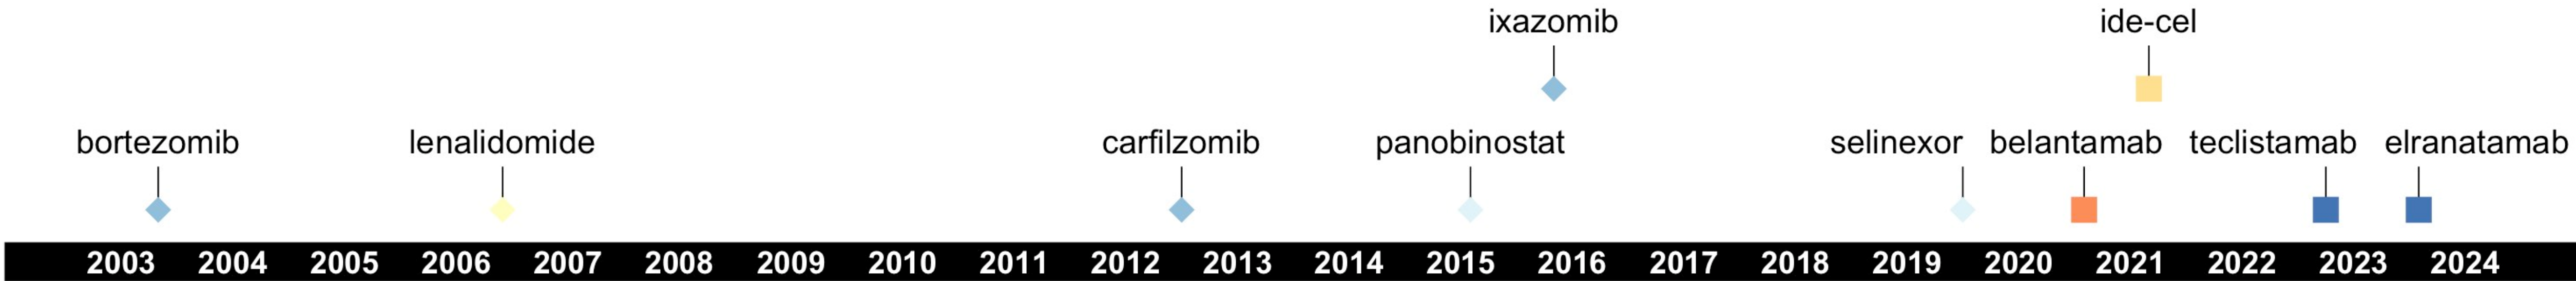 ixazomib ide-cel
bortezomib lenalidomide carfilzomib panobinostat selinexor belantamab teclistamab elranatamab
2003 2004 2005 2006 2007 2008 2009 2010 2011 2012 2013 2014 2015 2016 2017 2018 2019 2020 2021 2022 2023 2024